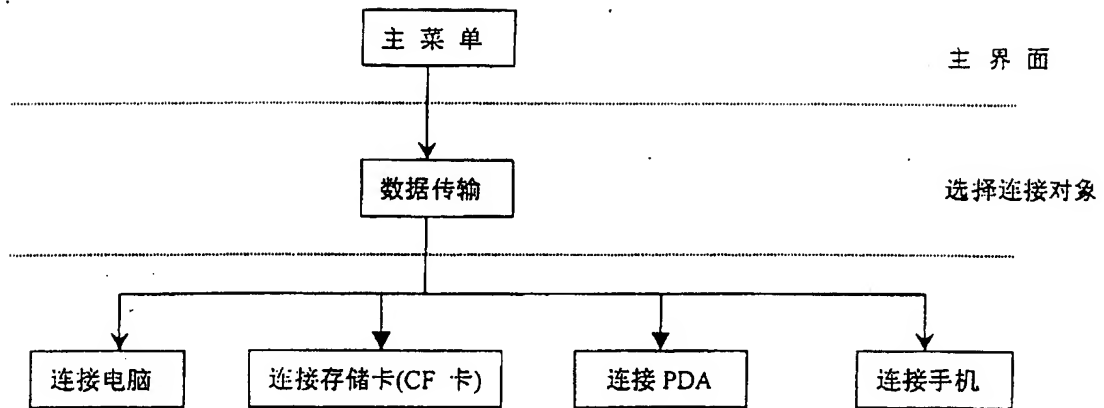 主 菜 单
主 界 面
数据传输
选择连接对象
连接电脑
连接存储卡(CF 卡)
连接 PDA
连接手机